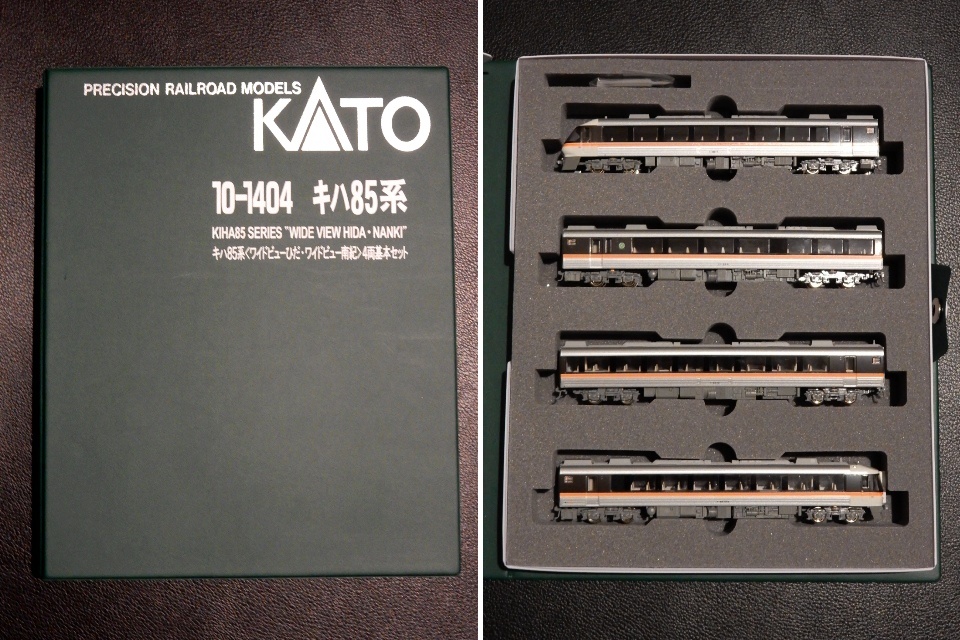 PRECISION RAILROAD MODELS
KATO
10-1404 キハ85系
KIHA85 SERIES "WIDE VIEW HIDA・NANKI"
キハ85系〈ワイドビューひだ・ワイドビュー南紀〉4両基本セット